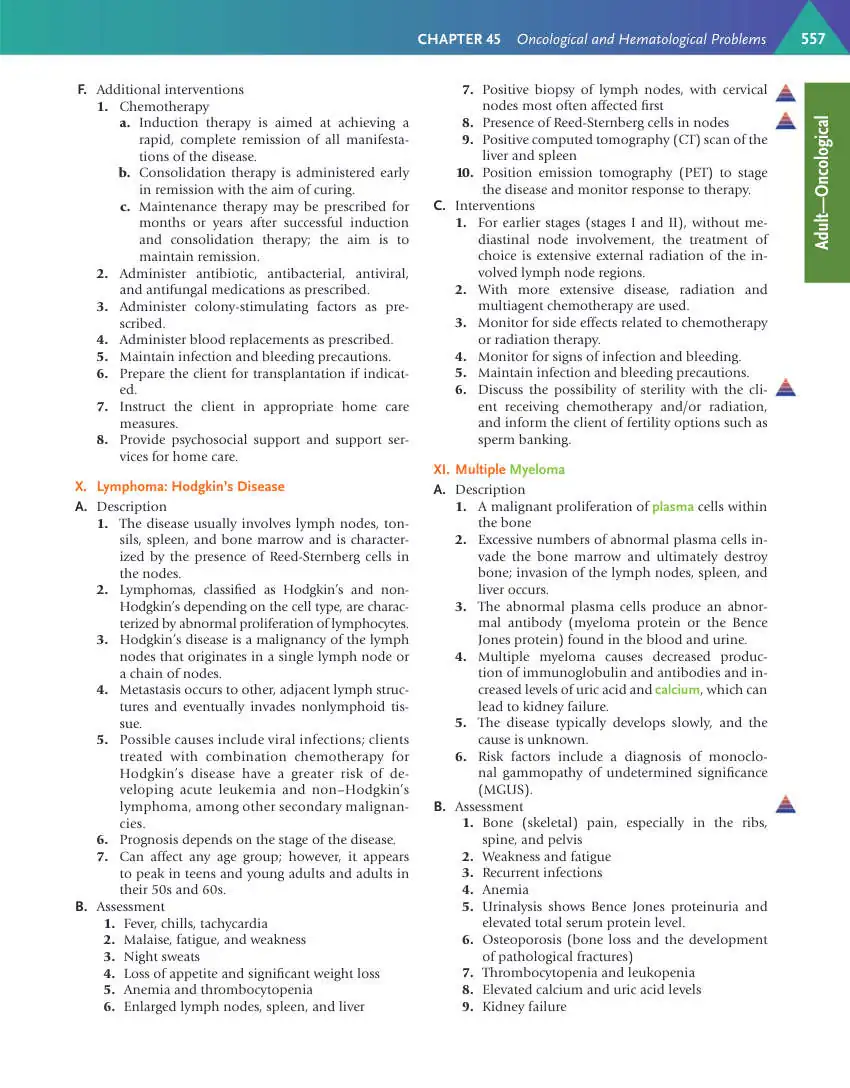 CHAPTER 45 Oncological and Hematological Problems 557
F. Additional interventions
1. Chemotherapy
a. Induction therapy is aimed at achieving a
rapid, complete remission of all manifesta-
tions of the disease.
b. Consolidation therapy is administered early
in remission with the aim of curing.
c. Maintenance therapy may be prescribed for
months or years after successful induction
and consolidation therapy; the aim is to
maintain remission.
2. Administer antibiotic, antibacterial, antiviral,
and antifungal medications as prescribed.
3. Administer colony-stimulating factors as pre-
scribed.
4. Administer blood replacements as prescribed.
5. Maintain infection and bleeding precautions.
6. Prepare the client for transplantation if indicat-
ed.
7. Instruct the client in appropriate home care
measures.
8. Provide psychosocial support and support ser-
vices for home care.
X. Lymphoma: Hodgkin's Disease
A. Description
1. The disease usually involves lymph nodes, ton-
sils, spleen, and bone marrow and is character-
ized by the presence of Reed-Sternberg cells in
the nodes.
2. Lymphomas, classified as Hodgkin's and non-
Hodgkin's depending on the cell type, are charac-
terized by abnormal proliferation of lymphocytes.
3. Hodgkin's disease is a malignancy of the lymph
nodes that originates in a single lymph node or
a chain of nodes.
4. Metastasis occurs to other, adjacent lymph struc-
tures and eventually invades nonlymphoid tis-
sue.
5. Possible causes include viral infections; clients
treated with combination chemotherapy for
Hodgkin's disease have a greater risk of de-
veloping acute leukemia and non–Hodgkin's
lymphoma, among other secondary malignan-
cies.
6. Prognosis depends on the stage of the disease.
7. Can affect any age group; however, it appears
to peak in teens and young adults and adults in
their 50s and 60s.
B. Assessment
1. Fever, chills, tachycardia
2. Malaise, fatigue, and weakness
3. Night sweats
4. Loss of appetite and significant weight loss
5. Anemia and thrombocytopenia
6. Enlarged lymph nodes, spleen, and liver
7. Positive biopsy of lymph nodes, with cervical
nodes most often affected first
8. Presence of Reed-Sternberg cells in nodes
9. Positive computed tomography (CT) scan of the
liver and spleen
10. Position emission tomography (PET) to stage
the disease and monitor response to therapy.
C. Interventions
1. For earlier stages (stages I and II), without me-
diastinal node involvement, the treatment of
choice is extensive external radiation of the in-
volved lymph node regions.
2. With more extensive disease, radiation and
multiagent chemotherapy are used.
3. Monitor for side effects related to chemotherapy
or radiation therapy.
4. Monitor for signs of infection and bleeding.
5. Maintain infection and bleeding precautions.
6. Discuss the possibility of sterility with the cli-
ent receiving chemotherapy and/or radiation,
and inform the client of fertility options such as
sperm banking.
XI. Multiple Myeloma
A. Description
1. A malignant proliferation of plasma cells within
the bone
2. Excessive numbers of abnormal plasma cells in-
vade the bone marrow and ultimately destroy
bone; invasion of the lymph nodes, spleen, and
liver occurs.
3. The abnormal plasma cells produce an abnor-
mal antibody (myeloma protein or the Bence
Jones protein) found in the blood and urine.
4. Multiple myeloma causes decreased produc-
tion of immunoglobulin and antibodies and in-
creased levels of uric acid and calcium, which can
lead to kidney failure.
5. The disease typically develops slowly, and the
cause is unknown.
6. Risk factors include a diagnosis of monoclo-
nal gammopathy of undetermined significance
(MGUS).
B. Assessment
1. Bone (skeletal) pain, especially in the ribs,
spine, and pelvis
2. Weakness and fatigue
3. Recurrent infections
4. Anemia
5. Urinalysis shows Bence Jones proteinuria and
elevated total serum protein level.
6. Osteoporosis (bone loss and the development
of pathological fractures)
7. Thrombocytopenia and leukopenia
8. Elevated calcium and uric acid levels
9. Kidney failure
Adult—Oncological